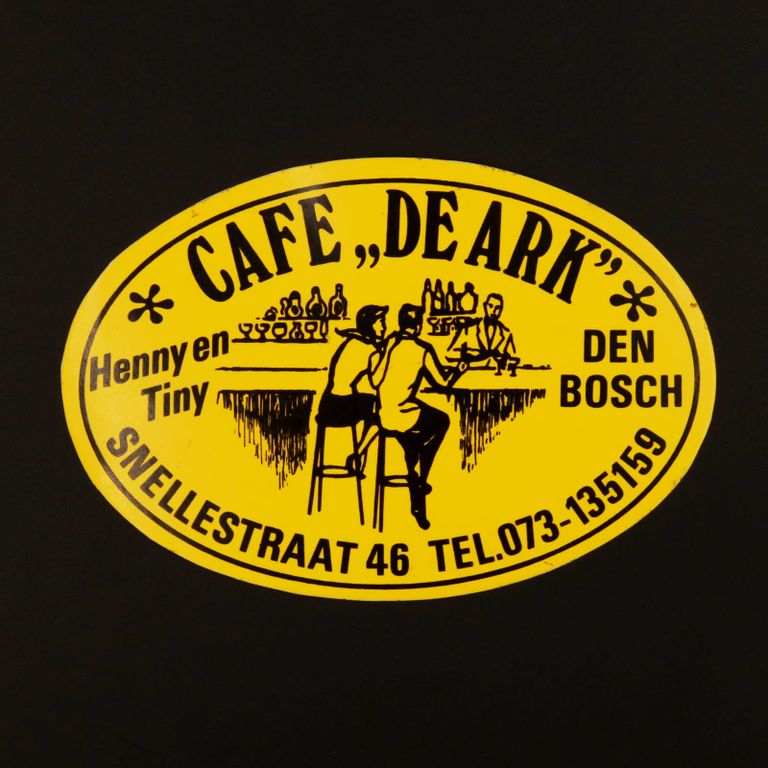 CAFE „DE ARK”
Henny en
Tiny
DEN
BOSCH
SNELLESTRAAT 46 TEL.073-135159